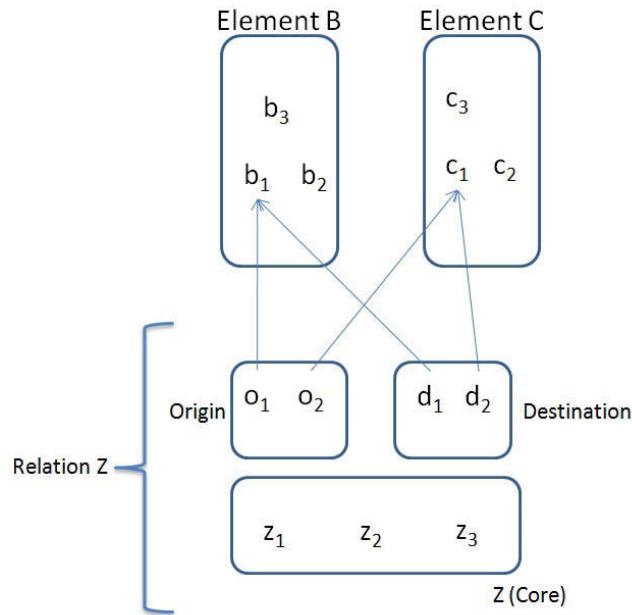 Element B Element C
b₃ c₃
b₁ b₂ c₁ c₂
Origin o₁ o₂ d₁ d₂ Destination
Relation Z
z₁ z₂ z₃
Z (Core)